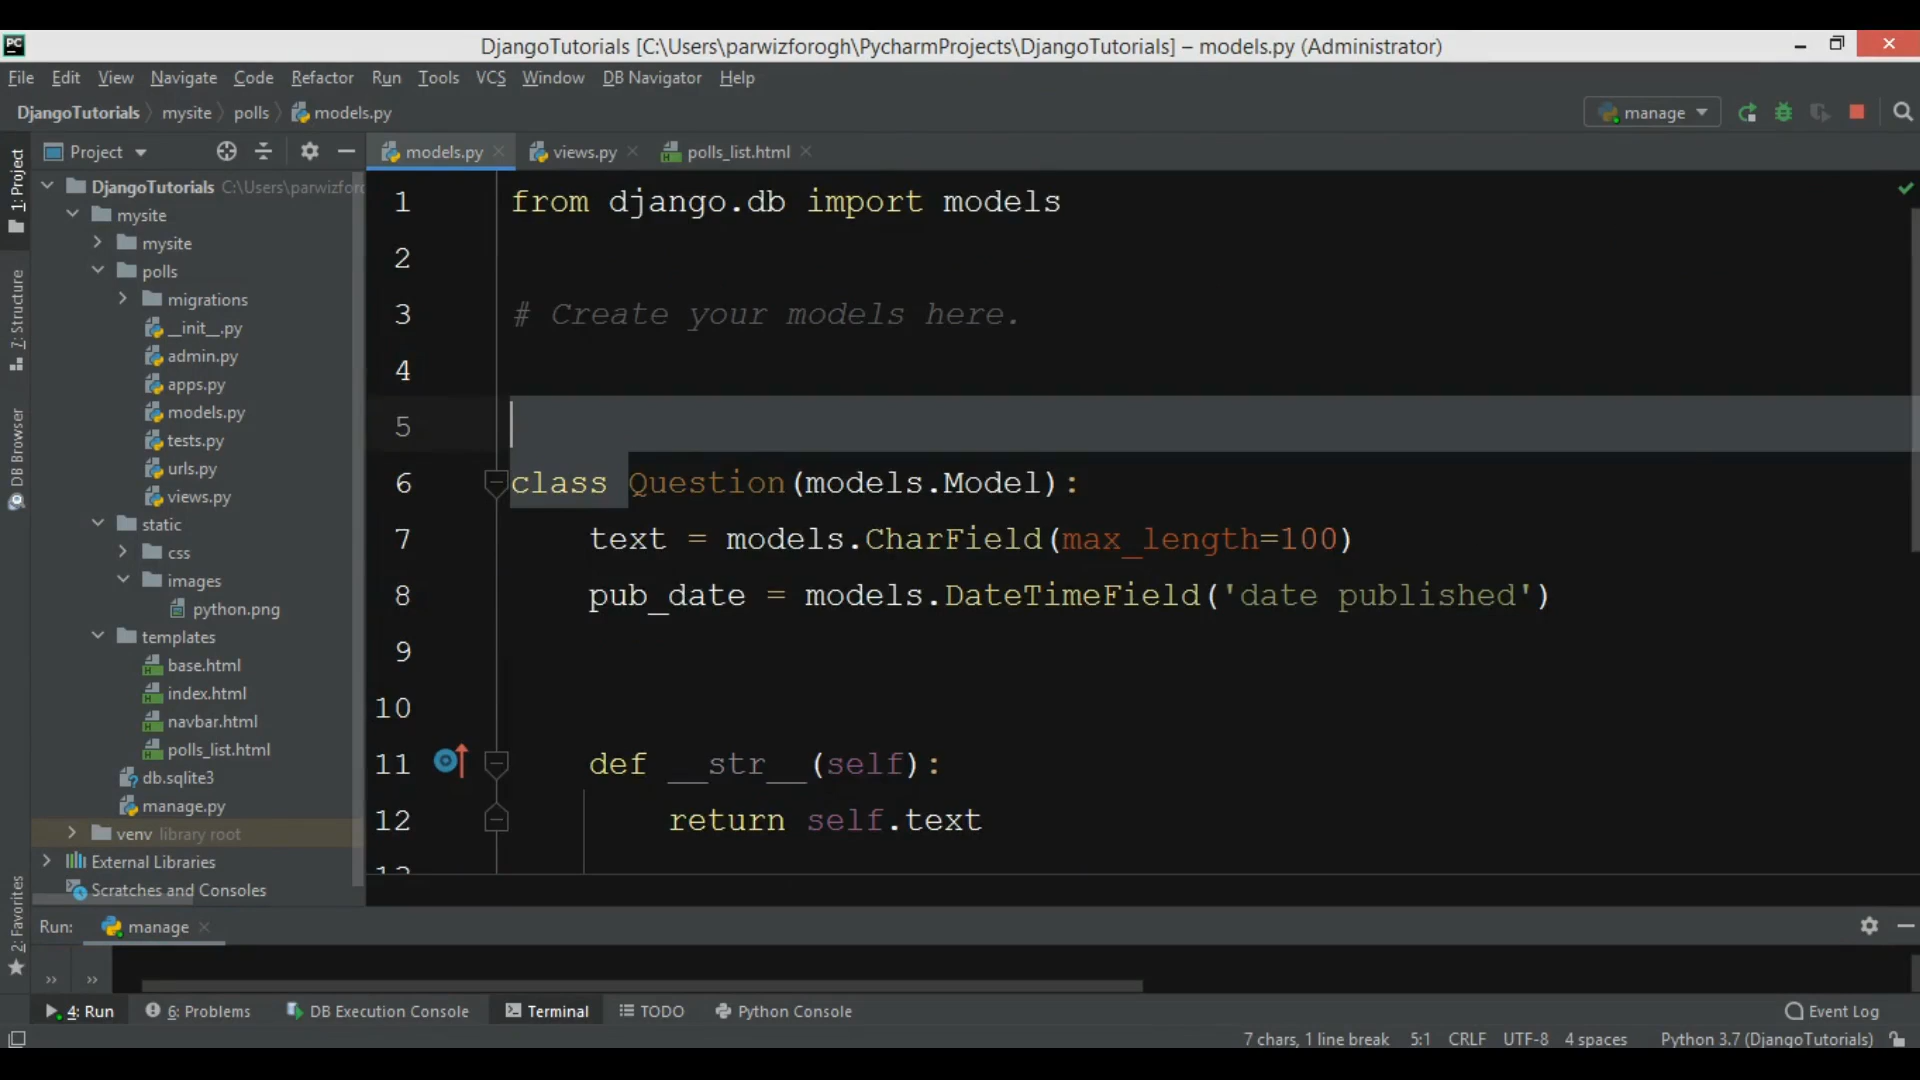 PC
DjangoTutorials [C:\Users\parwizforogh\PycharmProjects\DjangoTutorials] – models.py (Administrator)
File Edit View Navigate Code Refactor Run Tools VCS Window DB Navigator Help
DjangoTutorials mysite polls models.py
manage
1: Project
7: Structure
DB Browser
2: Favorites
Project
models.py
views.py
polls_list.html
DjangoTutorials C:\Users\parwizforo
mysite
mysite
polls
migrations
__init__.py
admin.py
apps.py
models.py
tests.py
urls.py
views.py
static
css
images
python.png
templates
base.html
index.html
navbar.html
polls_list.html
db.sqlite3
manage.py
venv library root
External Libraries
Scratches and Consoles
1 from django.db import models
2
3 # Create your models here.
4
5
6 class Question(models.Model):
7 text = models.CharField(max_length=100)
8 pub_date = models.DateTimeField('date published')
9
10
11 def __str__(self):
12 return self.text
Run: manage
4: Run 6: Problems DB Execution Console Terminal TODO Python Console Event Log
7 chars, 1 line break 5:1 CRLF UTF-8 4 spaces Python 3.7 (DjangoTutorials)